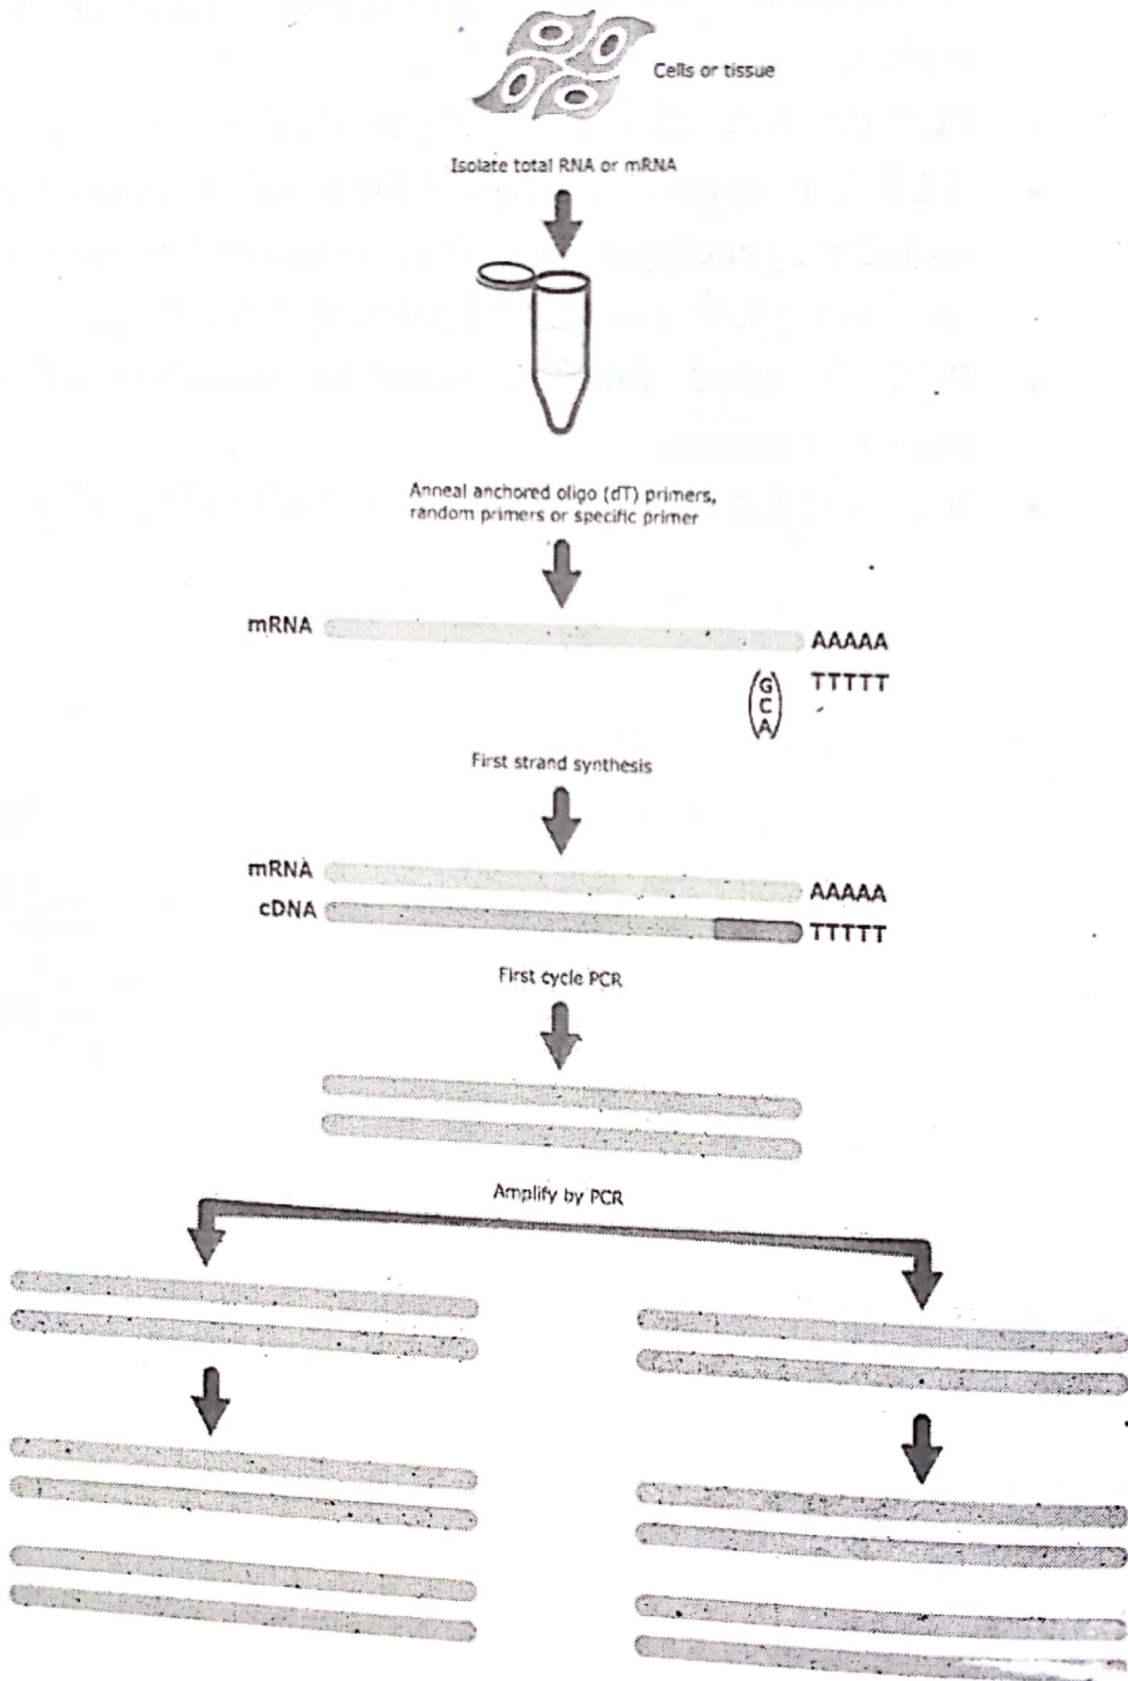 Cells or tissue
Isolate total RNA or mRNA
Anneal anchored oligo (dT) primers,
random primers or specific primer
mRNA AAAAA
TTTTT
G
C
A
First strand synthesis
mRNA AAAAA
cDNA TTTTT
First cycle PCR
Amplify by PCR